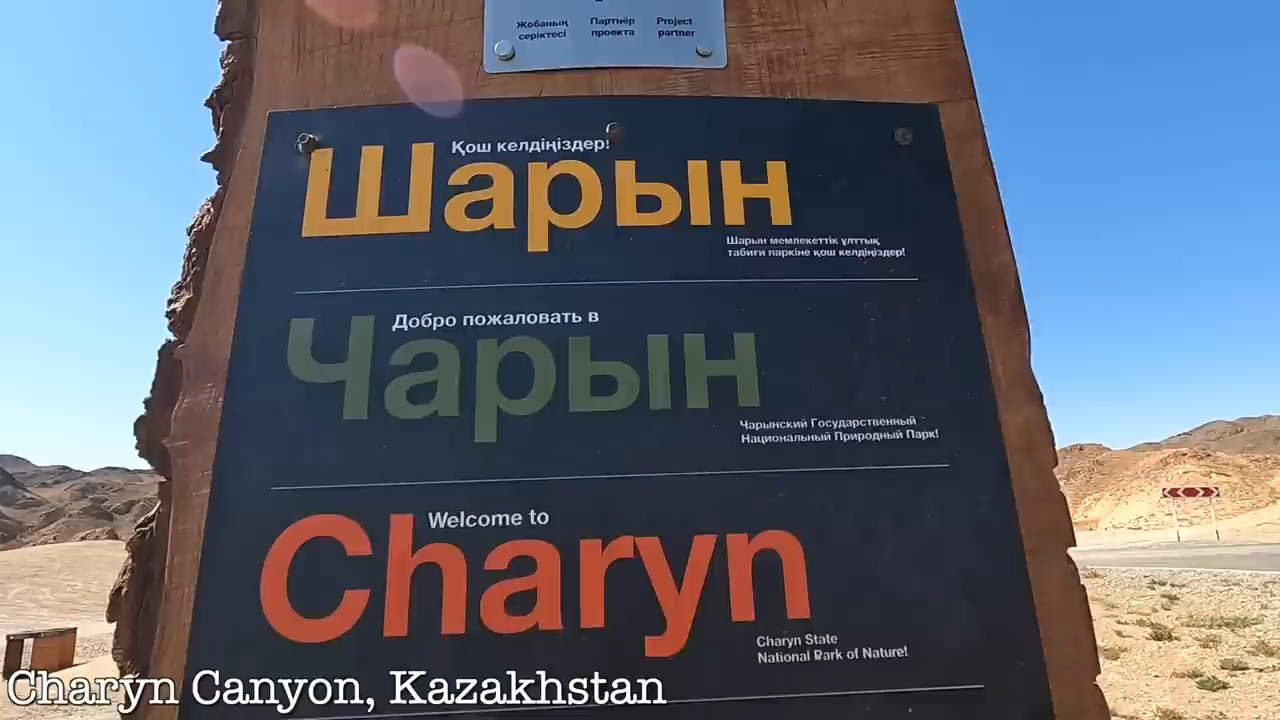 Жобаның Партнёр Project
серіктесі проекта partner
Қош келдіңіздер!
Шарын
Шарын мемлекеттік ұлттық
табиғи паркіне қош келдіңіздер!
Добро пожаловать в
Чарын
Чарынский Государственный
Национальный Природный Парк!
Welcome to
Charyn
Charyn State
National Park of Nature!
Charyn Canyon, Kazakhstan